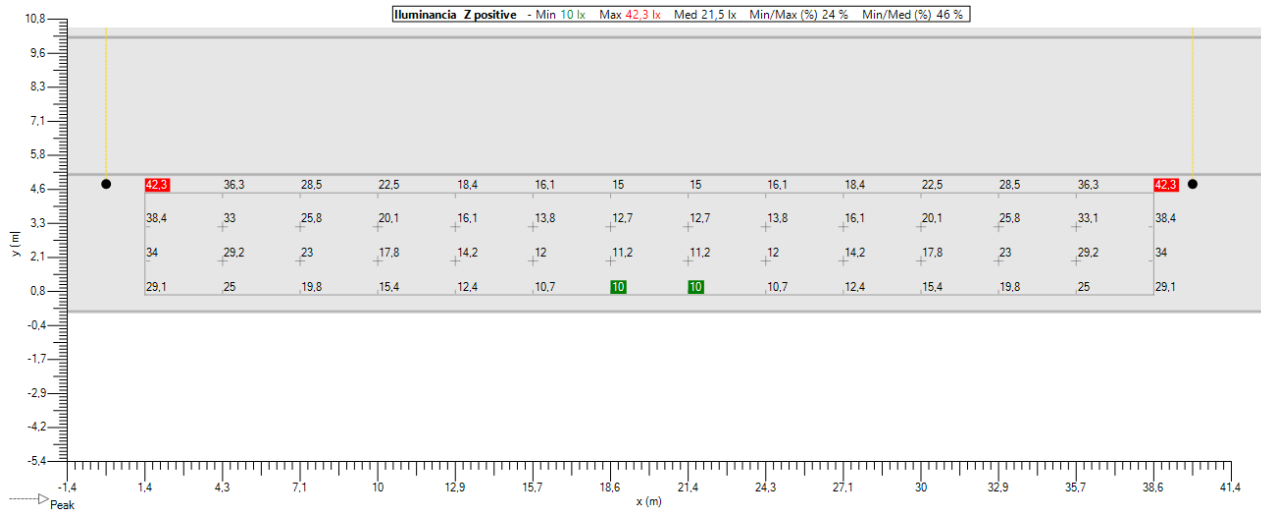 Iluminancia Z positive - Min 10 lx Max 42,3 lx Med 21,5 lx Min/Max (%) 24 % Min/Med (%) 46 %
10,8
9,6
8,3
7,1
5,8
4,6
3,3
2,1
0,8
-0,4
-1,7
-2,9
-4,2
-5,4
y (m)
42,3 36,3 28,5 22,5 18,4 16,1 15 15 16,1 18,4 22,5 28,5 36,3 42,3
38,4 33 25,8 20,1 16,1 13,8 12,7 12,7 13,8 16,1 20,1 25,8 33,1 38,4
34 29,2 23 17,8 14,2 12 11,2 11,2 12 14,2 17,8 23 29,2 34
29,1 25 19,8 15,4 12,4 10,7 10 10 10,7 12,4 15,4 19,8 25 29,1
-1,4 1,4 4,3 7,1 10 12,9 15,7 18,6 21,4 24,3 27,1 30 32,9 35,7 38,6 41,4
x (m)
Peak